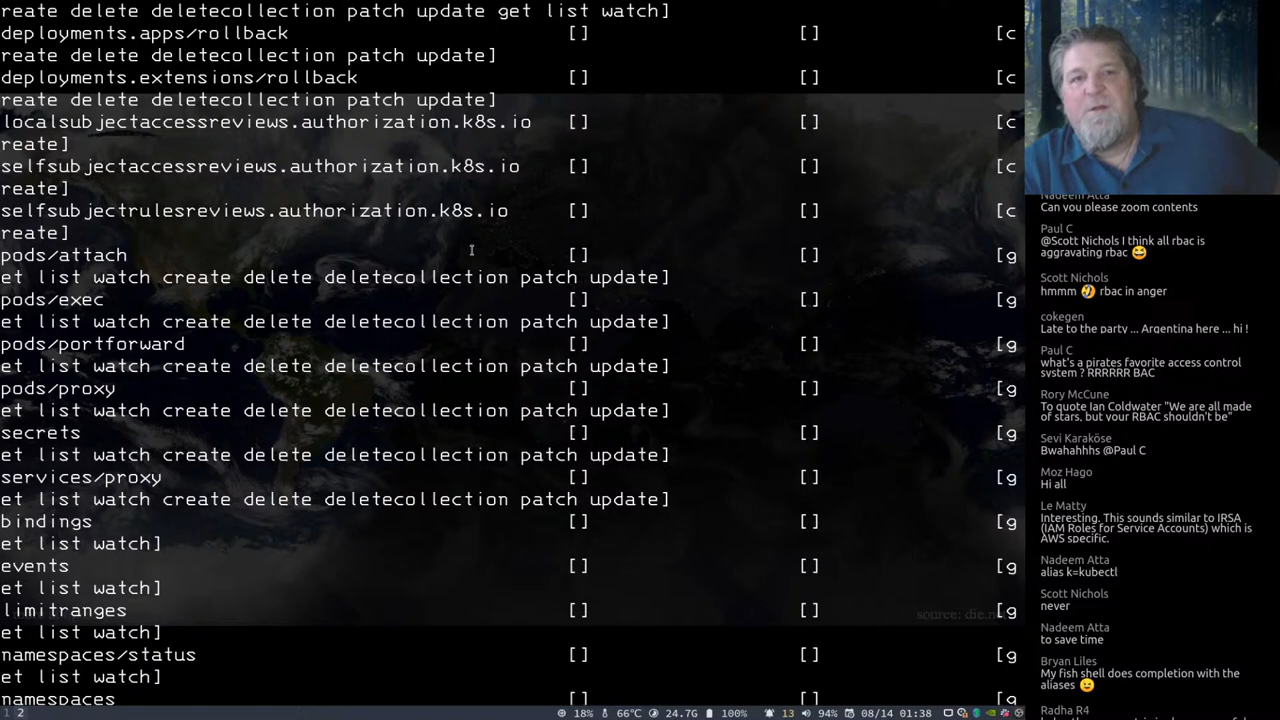 reate delete deletecollection patch update get list watch]
deployments.apps/rollback [] [] [c
reate delete deletecollection patch update]
deployments.extensions/rollback [] [] [c
reate delete deletecollection patch update]
localsubjectaccessreviews.authorization.k8s.io [] [] [c
reate]
selfsubjectaccessreviews.authorization.k8s.io [] [] [c
reate]
selfsubjectrulesreviews.authorization.k8s.io [] [] [c
reate]
pods/attach [] [] [g
et list watch create delete deletecollection patch update]
pods/exec [] [] [g
et list watch create delete deletecollection patch update]
pods/portforward [] [] [g
et list watch create delete deletecollection patch update]
pods/proxy [] [] [g
et list watch create delete deletecollection patch update]
secrets [] [] [g
et list watch create delete deletecollection patch update]
services/proxy [] [] [g
et list watch create delete deletecollection patch update]
bindings [] [] [g
et list watch]
events [] [] [g
et list watch]
limitranges [] [] [g
source: die.n
et list watch]
namespaces/status [] [] [g
et list watch]
namespaces [] [] [g
1 2
18% 66°C 24.7G 100% 13 94% 08/14 01:38
Nadeem Atta
Can you please zoom contents
Paul C
@Scott Nichols I think all rbac is
aggravating rbac 😆
Scott Nichols
hmmm 🤣 rbac in anger
cokegen
Late to the party ... Argentina here ... hi !
Paul C
what's a pirates favorite access control
system ? RRRRRR BAC
Rory McCune
To quote Ian Coldwater "We are all made
of stars, but your RBAC shouldn't be"
Sevi Karaköse
Bwahahhhs @Paul C
Moz Hago
Hi all
Le Matty
Interesting. This sounds similar to IRSA
(IAM Roles for Service Accounts) which is
AWS specific.
Nadeem Atta
alias k=kubectl
Scott Nichols
never
Nadeem Atta
to save time
Bryan Liles
My fish shell does completion with the
aliases 😉
Radha R4